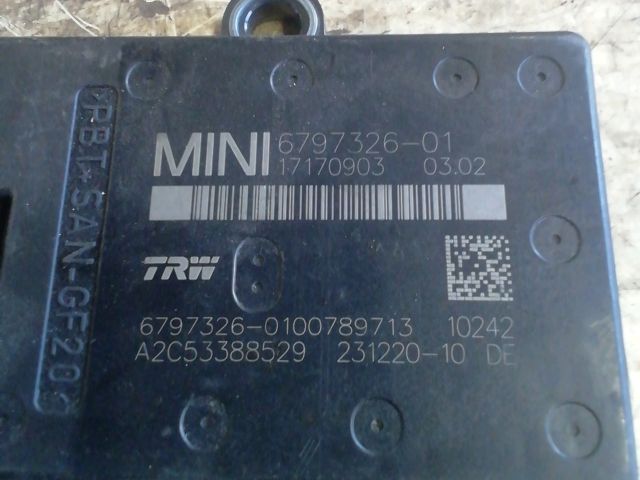 MINI 6797326-01
17170903 03.02
TRW
6797326-0100789713 10242
A2C53388529 231220-10 DE
>PBT+SAN-GF20<